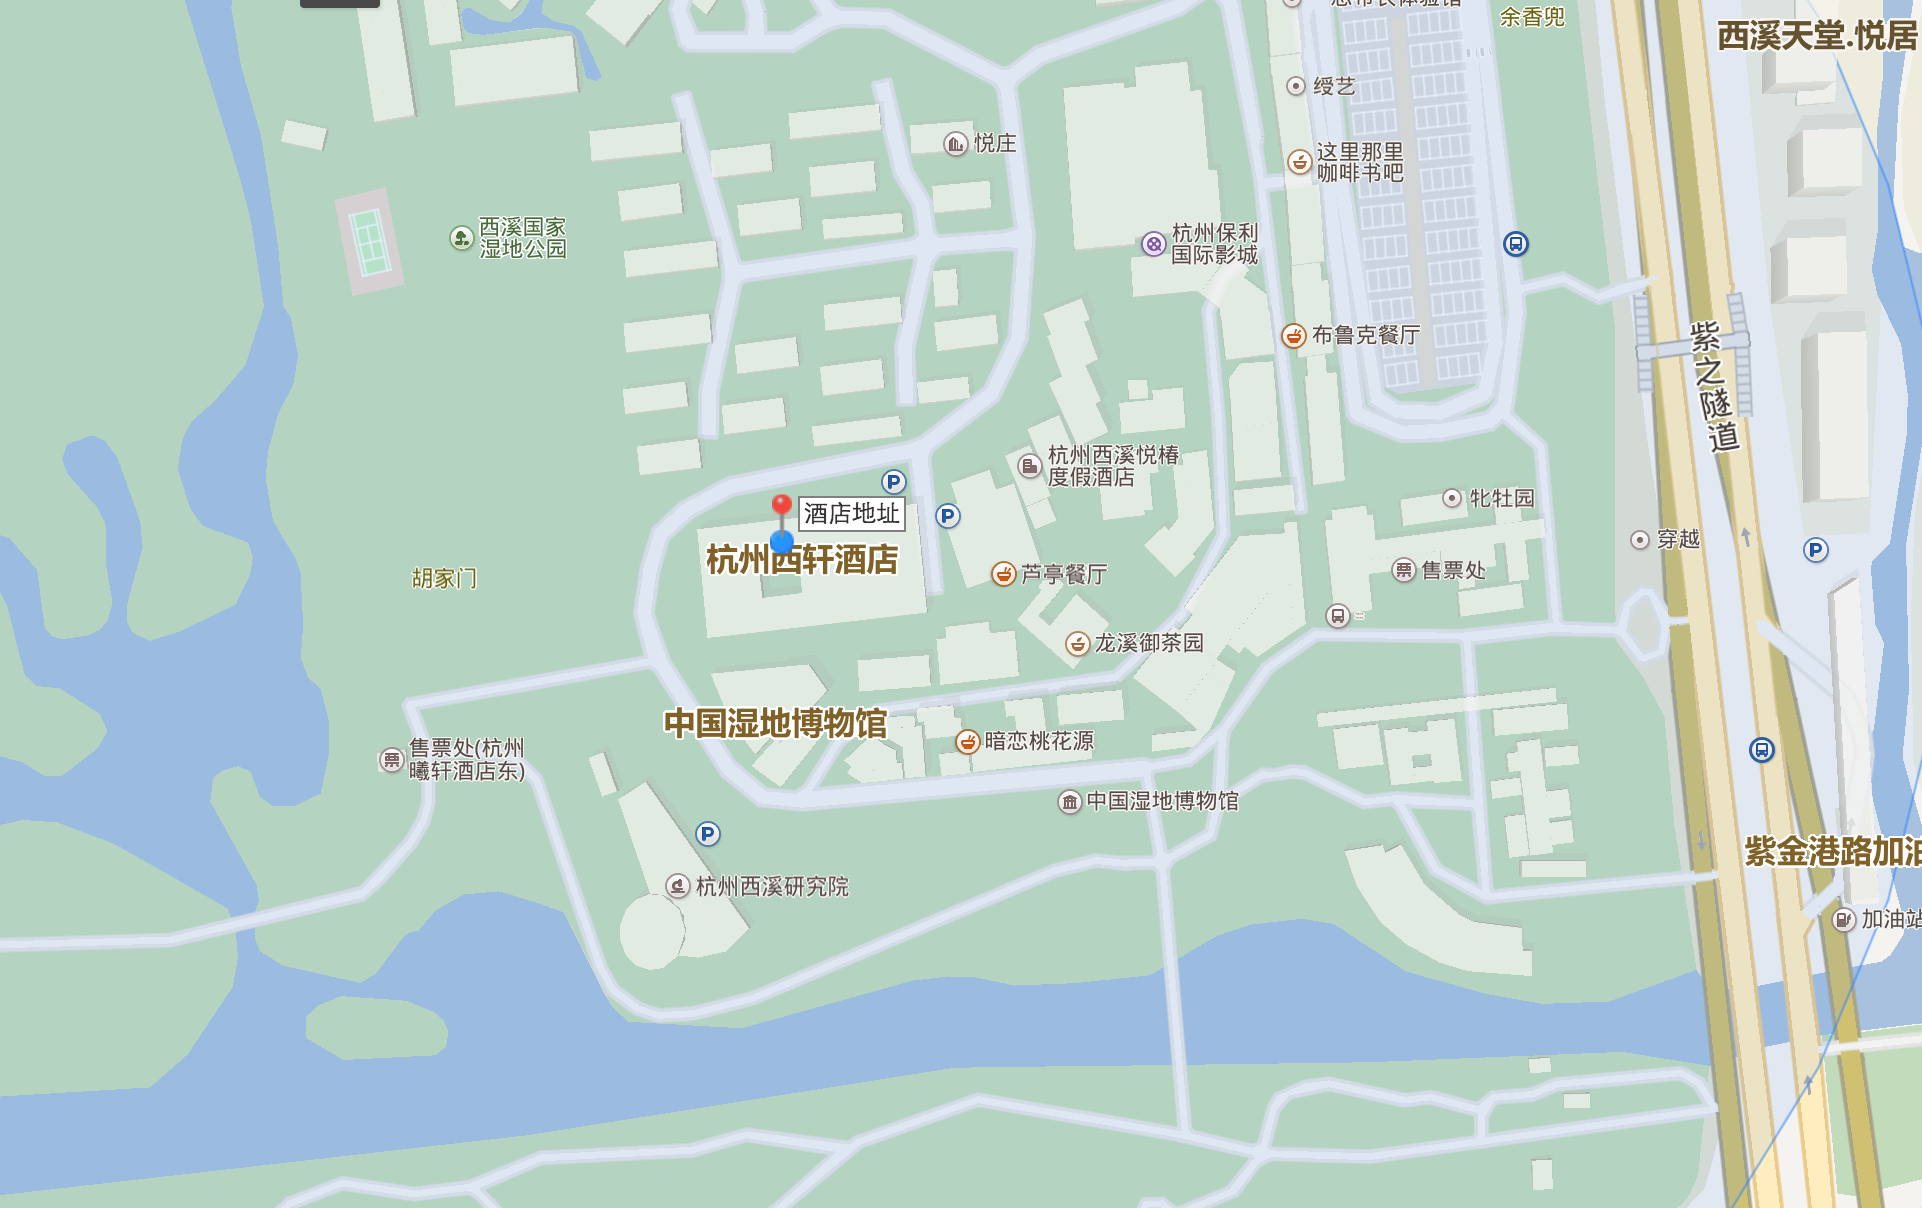 余香兜
西溪天堂.悦居
绶艺
悦庄
这里那里
咖啡书吧
西溪国家
湿地公园
杭州保利
国际影城
布鲁克餐厅
紫之隧道
杭州西溪悦椿
度假酒店
P
牝牡园
酒店地址
P
穿越
P
杭州西轩酒店
芦亭餐厅
售票处
胡家门
龙溪御茶园
中国湿地博物馆
暗恋桃花源
售票处(杭州
曦轩酒店东)
中国湿地博物馆
P
紫金港路加油
杭州西溪研究院
加油站